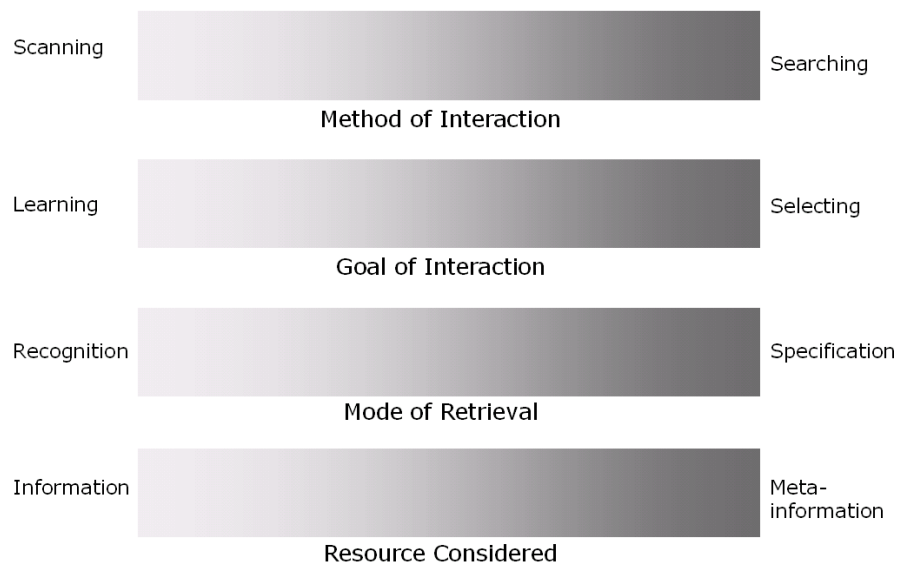 Scanning
Searching
Method of Interaction
Learning
Selecting
Goal of Interaction
Recognition
Specification
Mode of Retrieval
Information
Meta-
information
Resource Considered